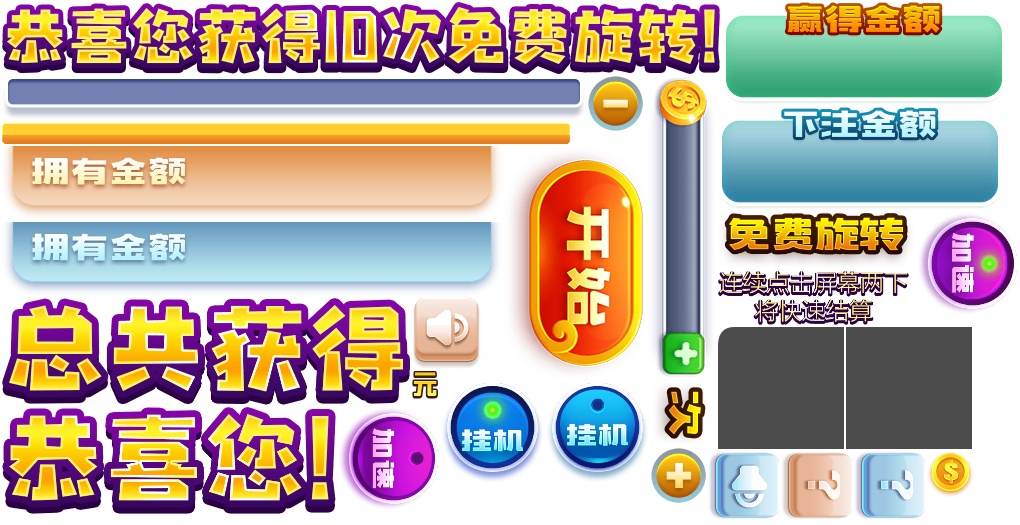 恭喜您获得10次免费旋转!
赢得金额
下注金额
拥有金额
拥有金额
开始
免费旋转
加速
连续点击屏幕两下
将快速结算
总共获得
元
次
恭喜您!
加速
挂机
挂机
?
?
$